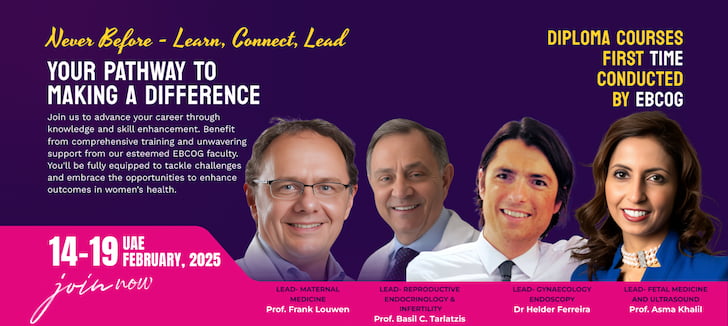 Never Before - Learn, Connect, Lead
YOUR PATHWAY TO
MAKING A DIFFERENCE
Join us to advance your career through
knowledge and skill enhancement. Benefit
from comprehensive training and unwavering
support from our esteemed EBCOG faculty.
You'll be fully equipped to tackle challenges
and embrace the opportunities to enhance
outcomes in women's health.
DIPLOMA COURSES
FIRST TIME
CONDUCTED
BY EBCOG
14-19 UAE
FEBRUARY, 2025
join now
LEAD- MATERNAL
MEDICINE
Prof. Frank Louwen
LEAD- REPRODUCTIVE
ENDOCRINOLOGY &
INFERTILITY
Prof. Basil C. Tarlatzis
LEAD- GYNAECOLOGY
ENDOSCOPY
Dr Helder Ferreira
LEAD- FETAL MEDICINE
AND ULTRASOUND
Prof. Asma Khalil